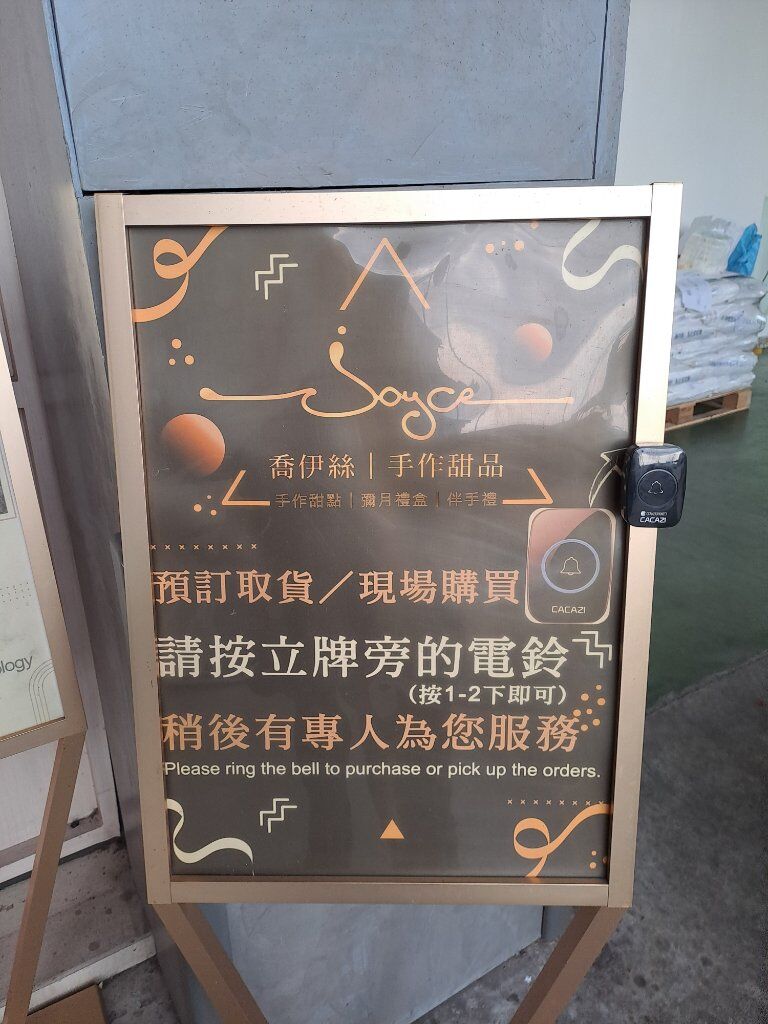 Joyce
喬伊絲｜手作甜品
手作甜點｜彌月禮盒｜伴手禮
CACAZI
預訂取貨／現場購買
CACAZI
請按立牌旁的電鈴
（按1-2下即可）
稍後有專人為您服務
Please ring the bell to purchase or pick up the orders.
ology